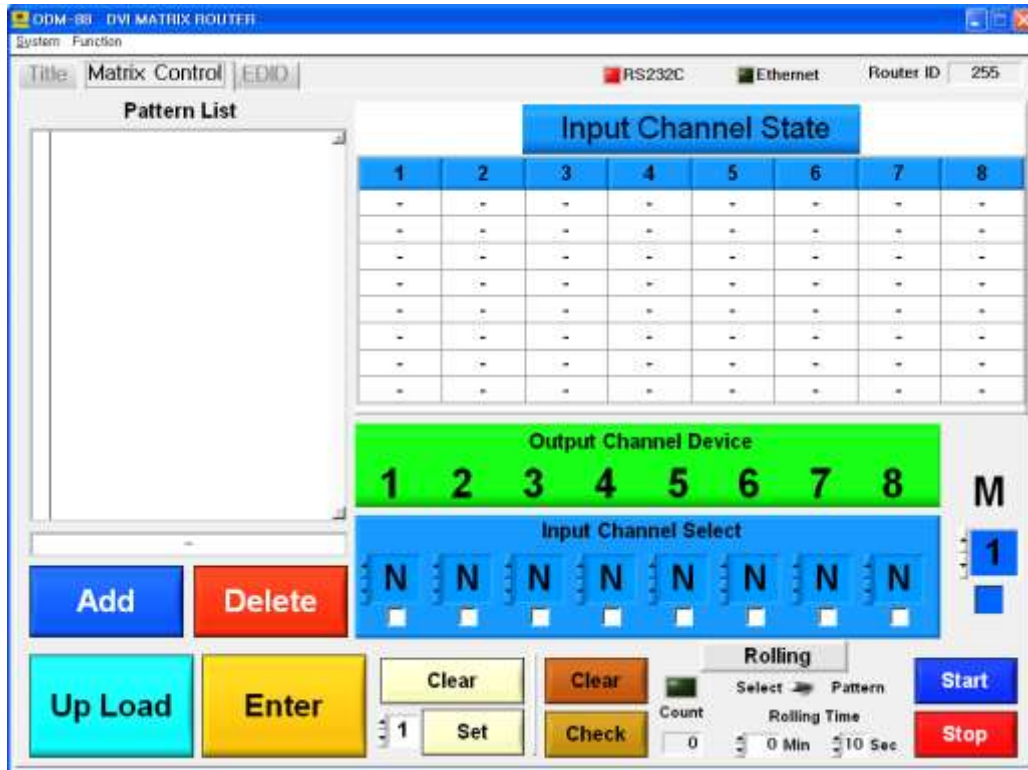 ODM-88 DVI MATRIX ROUTER
System Function
Title Matrix Control EDID
RS232C Ethernet Router ID 255
Pattern List
Input Channel State
1 2 3 4 5 6 7 8
- - - - - - - -
- - - - - - - -
- - - - - - - -
- - - - - - - -
- - - - - - - -
- - - - - - - -
- - - - - - - -
- - - - - - - -
Output Channel Device
1 2 3 4 5 6 7 8
M
Input Channel Select
N N N N N N N N
1
-
Add Delete
Up Load Enter
Clear
1 Set
Clear
Check
Count
0
Rolling
Select Pattern
Rolling Time
0 Min 10 Sec
Start
Stop